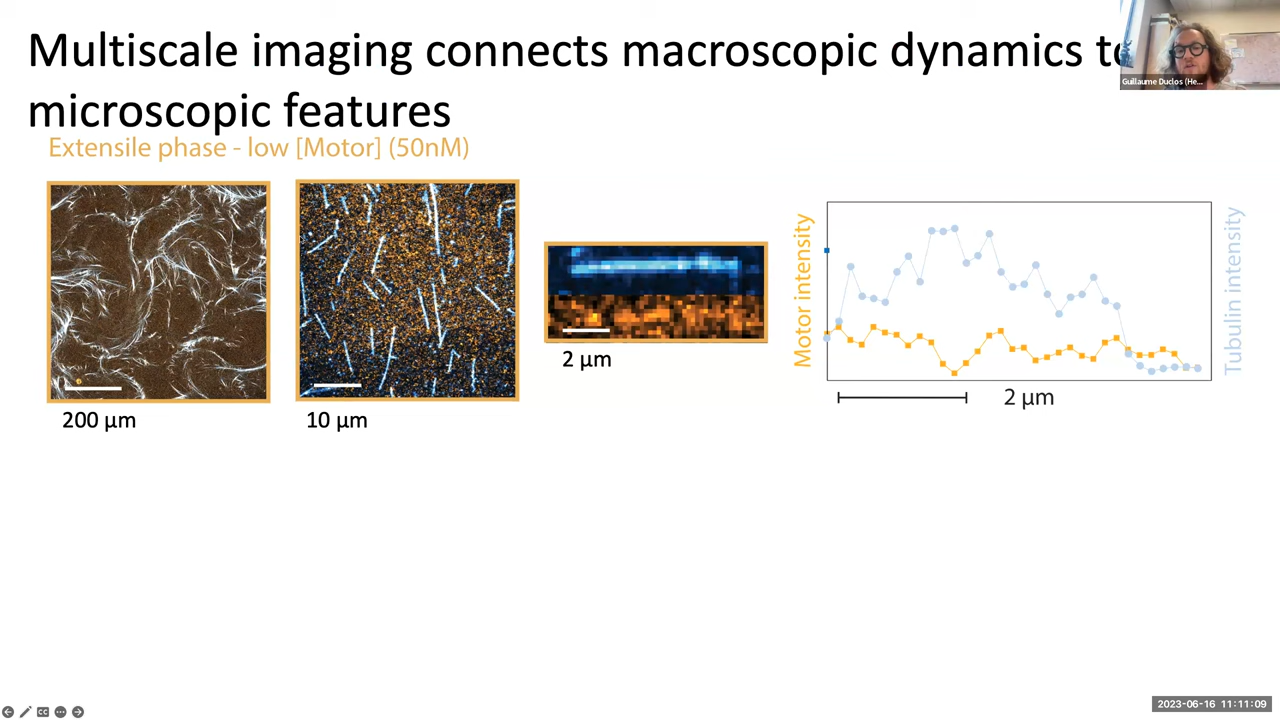 Multiscale imaging connects macroscopic dynamics to
microscopic features
Guillaume Duclos (He...
Extensile phase - low [Motor] (50nM)
200 µm
10 µm
2 µm
Motor intensity
2 µm
Tubulin intensity
2023-06-16 11:11:09